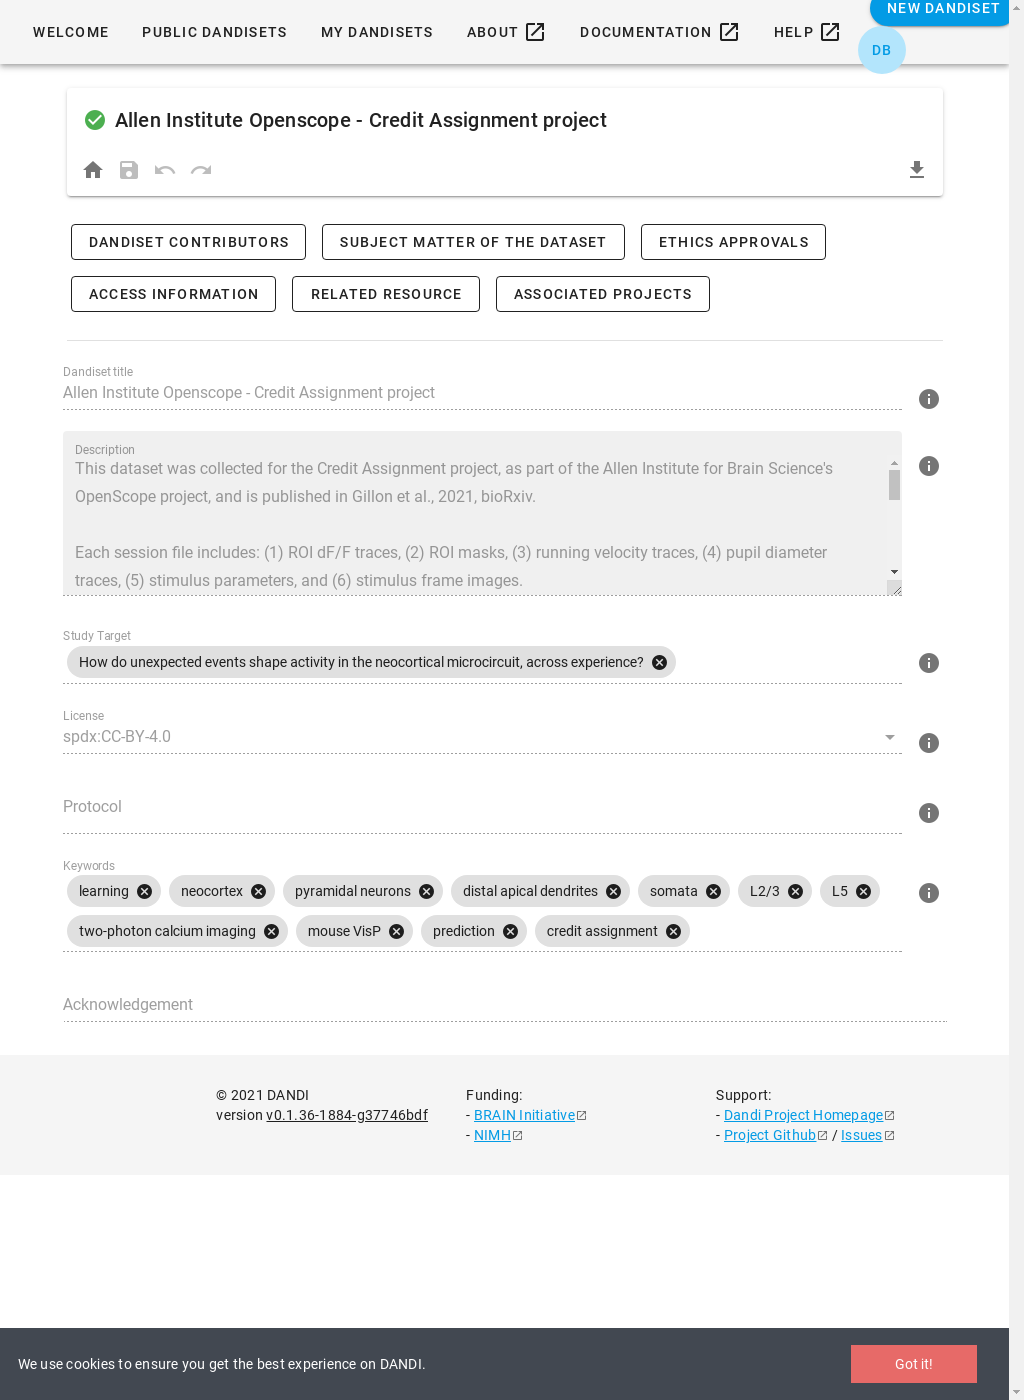 WELCOME PUBLIC DANDISETS MY DANDISETS ABOUT DOCUMENTATION HELP NEW DANDISET
DB
Allen Institute Openscope - Credit Assignment project
DANDISET CONTRIBUTORS SUBJECT MATTER OF THE DATASET ETHICS APPROVALS
ACCESS INFORMATION RELATED RESOURCE ASSOCIATED PROJECTS
Dandiset title
Allen Institute Openscope - Credit Assignment project
Description
This dataset was collected for the Credit Assignment project, as part of the Allen Institute for Brain Science's
OpenScope project, and is published in Gillon et al., 2021, bioRxiv.
Each session file includes: (1) ROI dF/F traces, (2) ROI masks, (3) running velocity traces, (4) pupil diameter
traces, (5) stimulus parameters, and (6) stimulus frame images.
Study Target
How do unexpected events shape activity in the neocortical microcircuit, across experience?
License
spdx:CC-BY-4.0
Protocol
Keywords
learning neocortex pyramidal neurons distal apical dendrites somata L2/3 L5
two-photon calcium imaging mouse VisP prediction credit assignment
Acknowledgement
© 2021 DANDI
version v0.1.36-1884-g37746bdf
Funding:
- BRAIN Initiative
- NIMH
Support:
- Dandi Project Homepage
- Project Github / Issues
We use cookies to ensure you get the best experience on DANDI.
Got it!